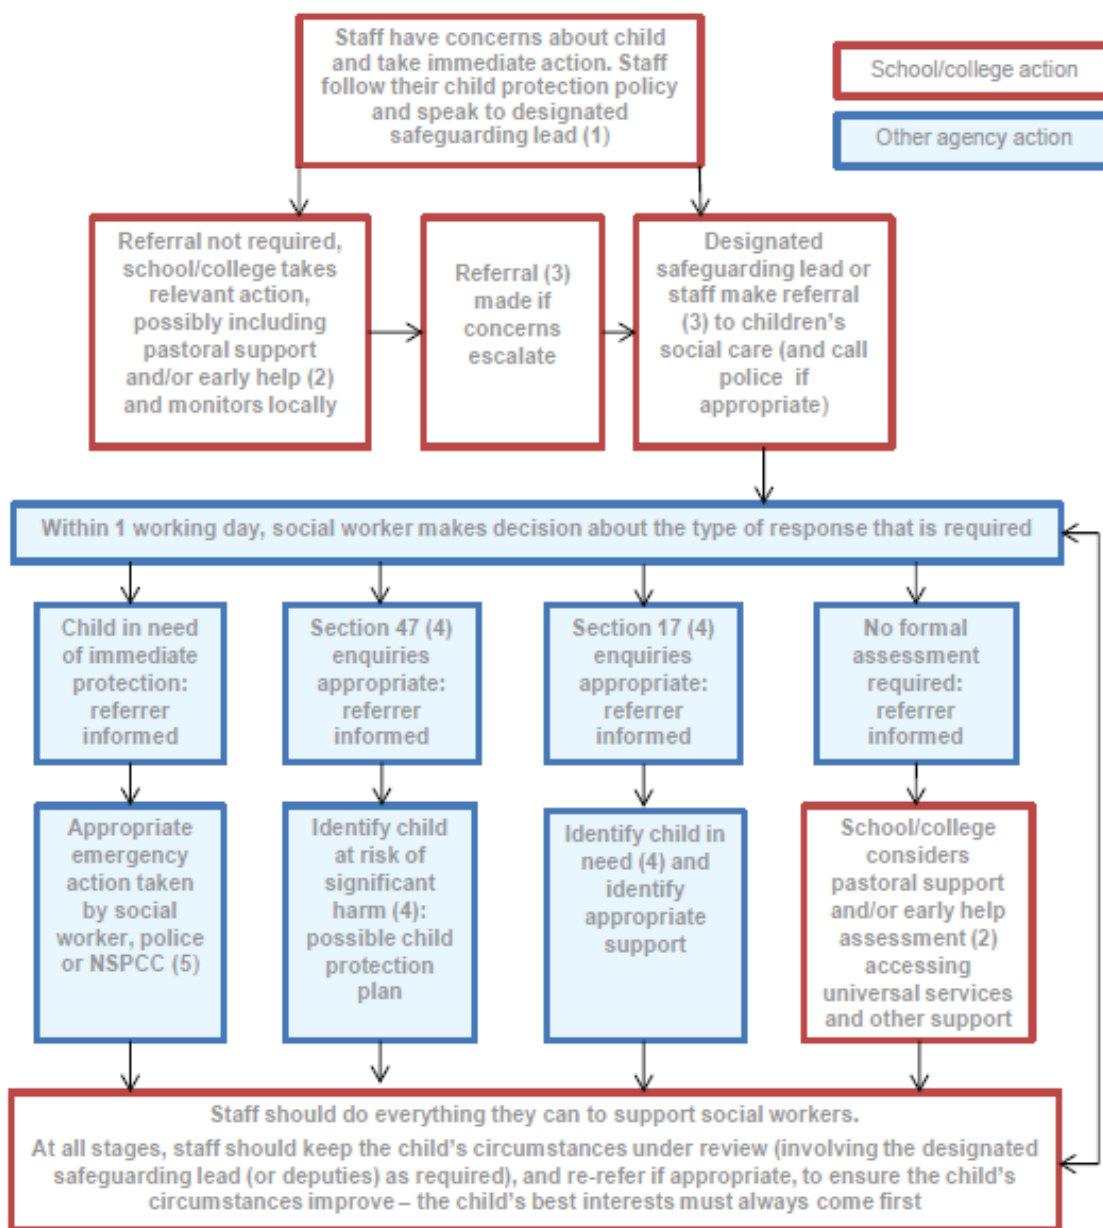 Staff have concerns about child
and take immediate action. Staff
follow their child protection policy
and speak to designated
safeguarding lead (1)
School/college action
Other agency action
Referral not required,
school/college takes
relevant action,
possibly including
pastoral support
and/or early help (2)
and monitors locally
Referral (3)
made if
concerns
escalate
Designated
safeguarding lead or
staff make referral
(3) to children's
social care (and call
police if
appropriate)
Within 1 working day, social worker makes decision about the type of response that is required
Child in need
of immediate
protection:
referrer
informed
Section 47 (4)
enquiries
appropriate:
referrer
informed
Section 17 (4)
enquiries
appropriate:
referrer
informed
No formal
assessment
required:
referrer
informed
Appropriate
emergency
action taken
by social
worker, police
or NSPCC (5)
Identify child
at risk of
significant
harm (4):
possible child
protection
plan
Identify child in
need (4) and
identify
appropriate
support
School/college
considers
pastoral support
and/or early help
assessment (2)
accessing
universal services
and other support
Staff should do everything they can to support social workers.
At all stages, staff should keep the child's circumstances under review (involving the designated
safeguarding lead (or deputies) as required), and re-refer if appropriate, to ensure the child's
circumstances improve – the child's best interests must always come first